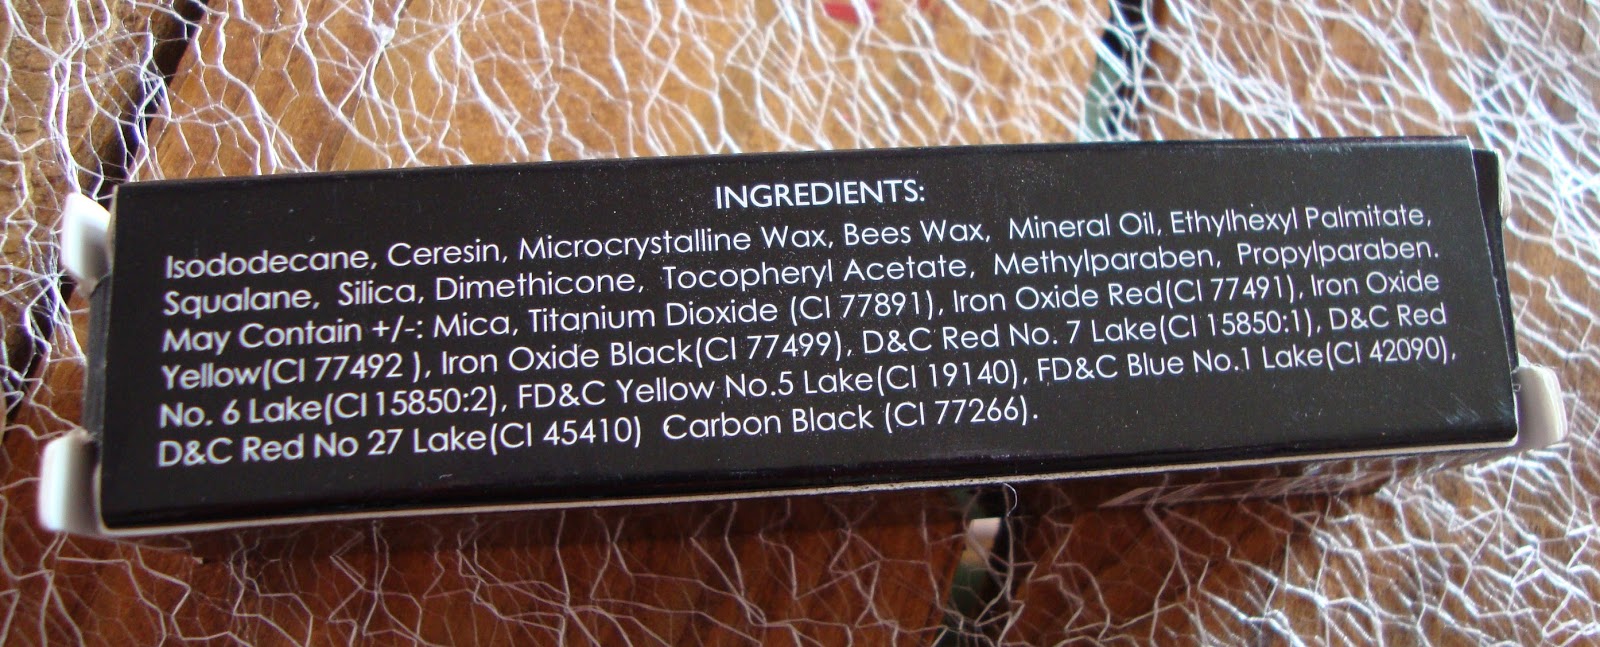 INGREDIENTS:
Isododecane, Ceresin, Microcrystalline Wax, Bees Wax, Mineral Oil, Ethylhexyl Palmitate,
Squalane, Silica, Dimethicone, Tocopheryl Acetate, Methylparaben, Propylparaben.
May Contain +/-: Mica, Titanium Dioxide (CI 77891), Iron Oxide Red(CI 77491), Iron Oxide
Yellow(CI 77492 ), Iron Oxide Black(CI 77499), D&C Red No. 7 Lake(CI 15850:1), D&C Red
No. 6 Lake(CI 15850:2), FD&C Yellow No.5 Lake(CI 19140), FD&C Blue No.1 Lake(CI 42090),
D&C Red No 27 Lake(CI 45410) Carbon Black (CI 77266).